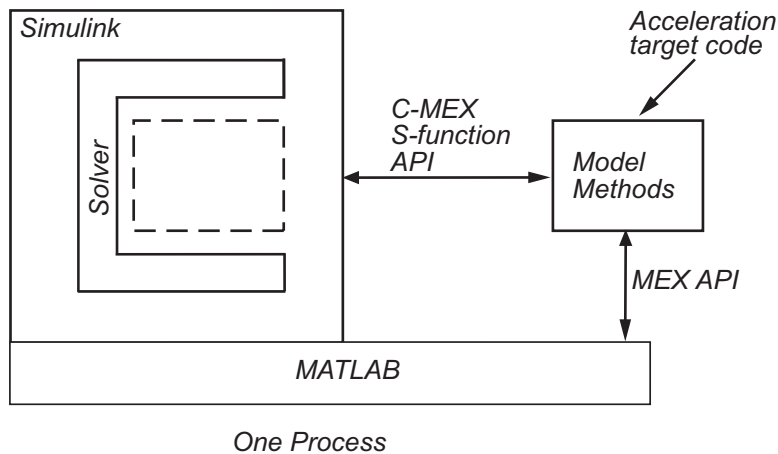 Simulink
Acceleration
target code
C-MEX
S-function
API
Solver
Model
Methods
MEX API
MATLAB
One Process